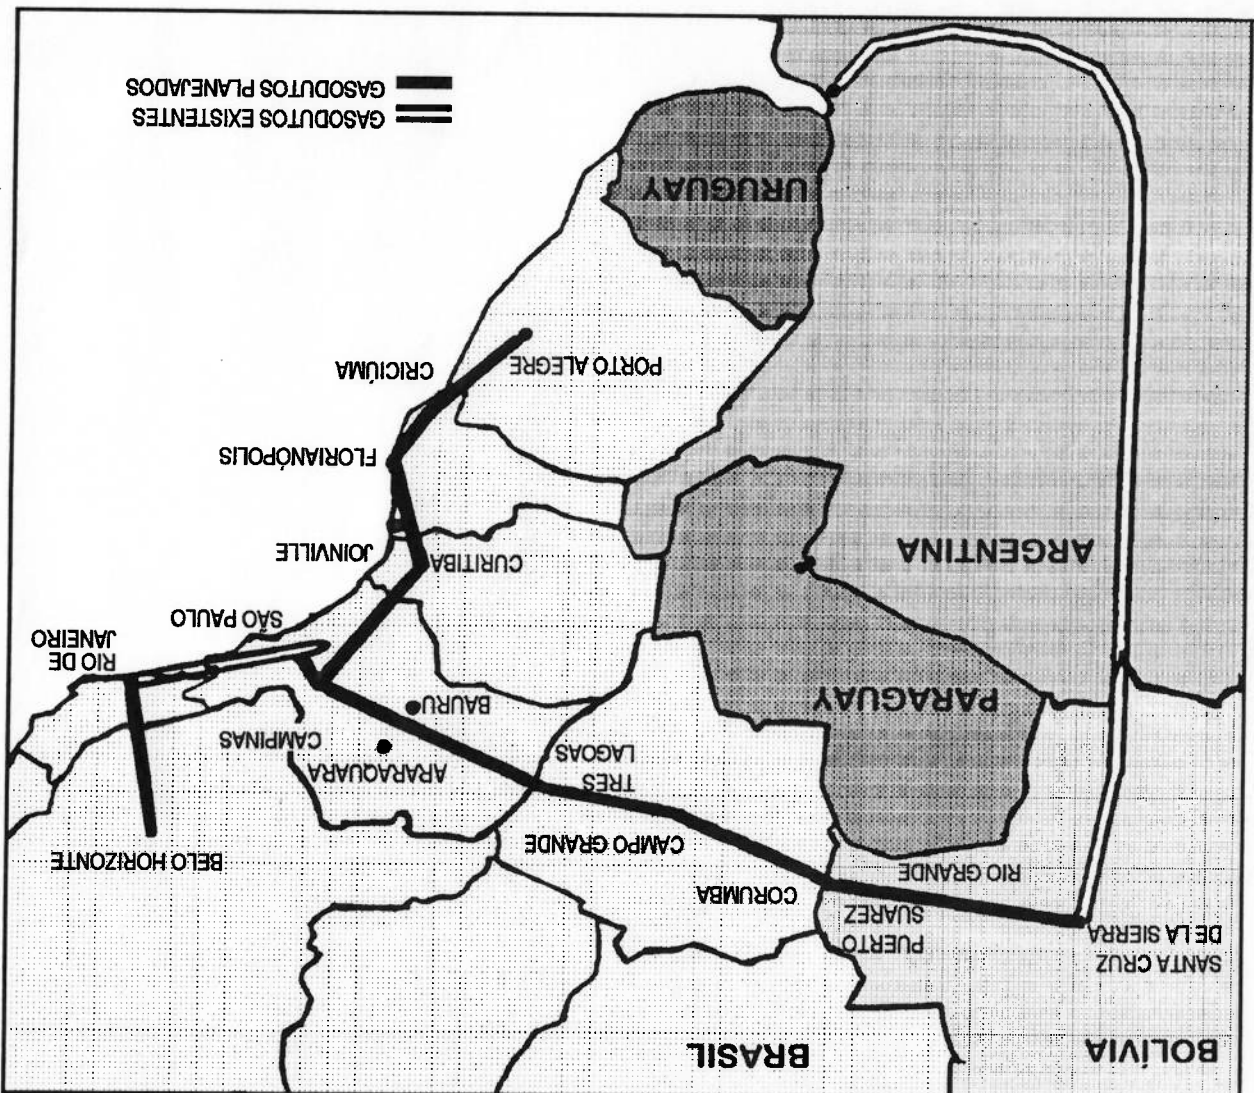 BOLÍVIA
BRASIL
SANTA CRUZ
DE LA SIERRA
PUERTO
SUAREZ
CORUMBA
RIO GRANDE
CAMPO GRANDE
BELO HORIZONTE
TRES
LAGOAS
ARARAQUARA
CAMPINAS
BAURU
PARAGUAY
RIO DE
JANEIRO
SÃO PAULO
CURITIBA
JOINVILLE
ARGENTINA
FLORIANÓPOLIS
PORTO ALEGRE
CRICIÚMA
URUGUAY
GASODUTOS EXISTENTES
GASODUTOS PLANEJADOS